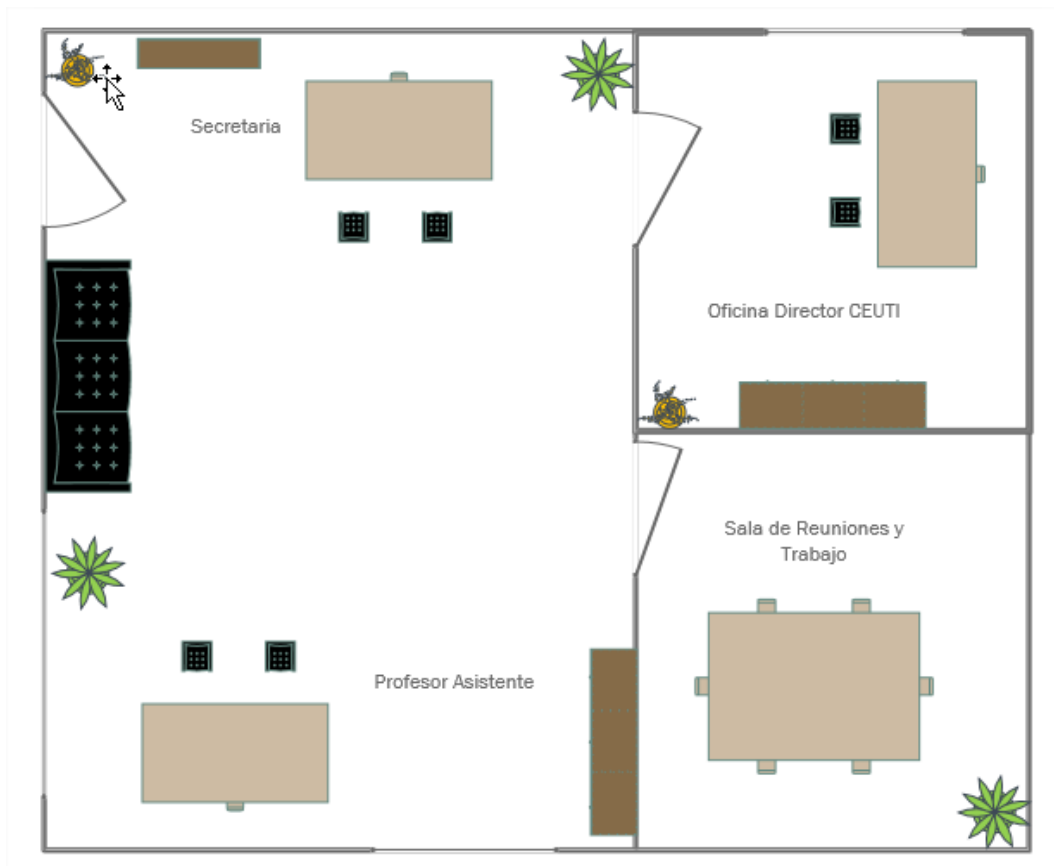 Secretaria
Oficina Director CEUTI
Sala de Reuniones y
Trabajo
Profesor Asistente